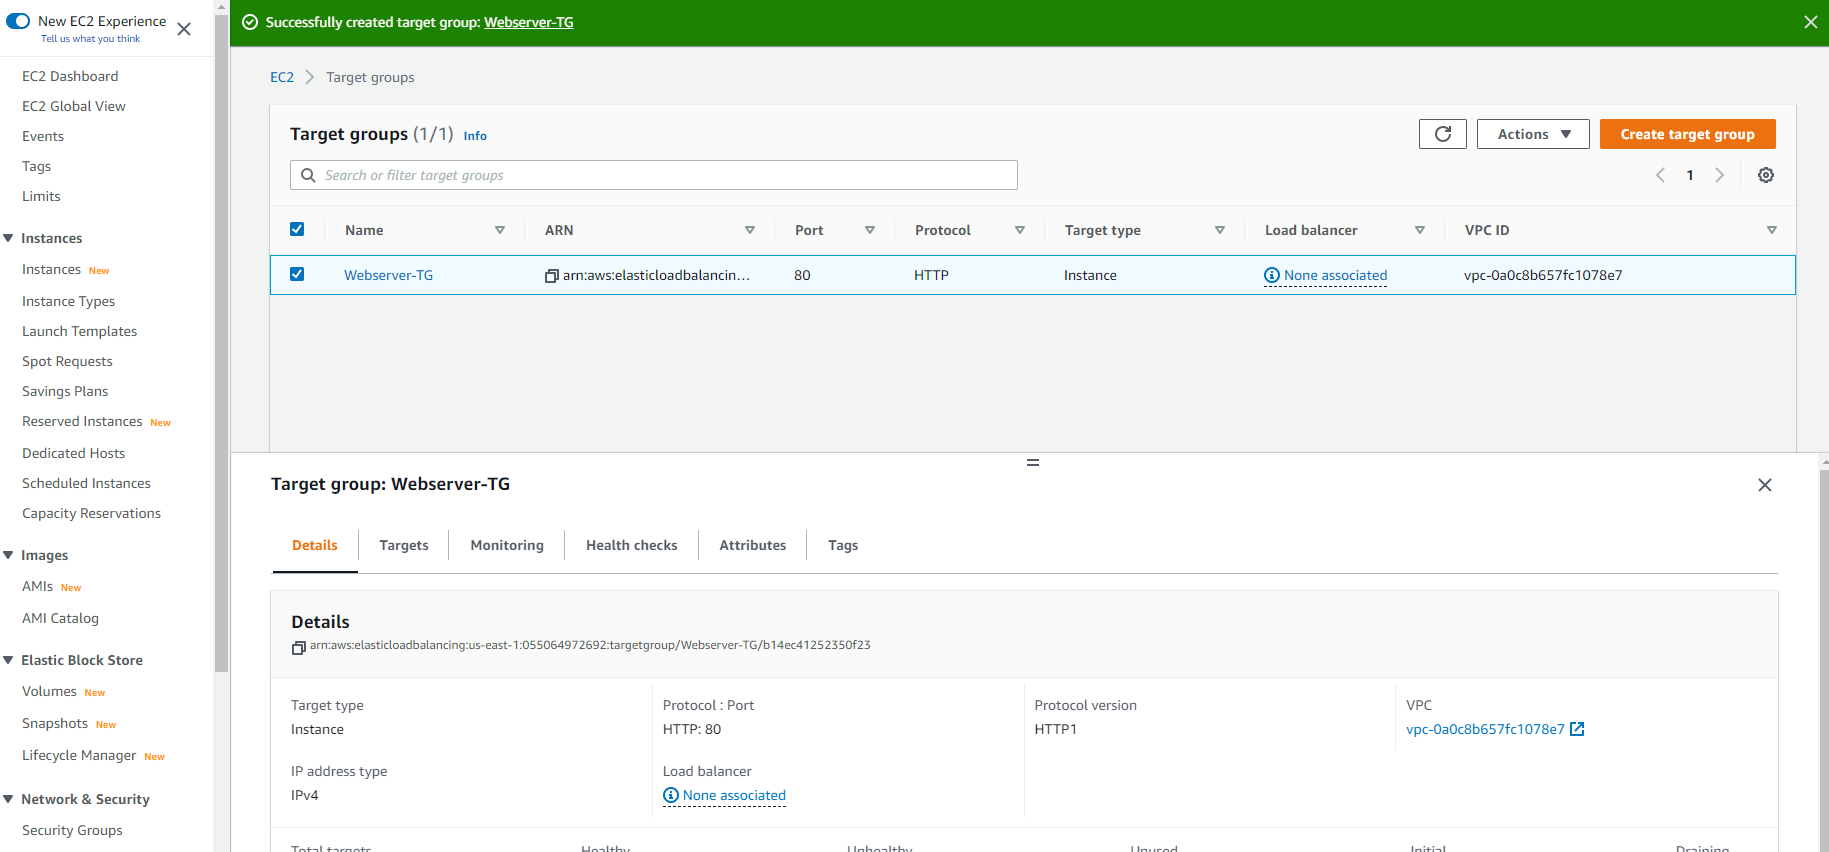 New EC2 Experience
Tell us what you think
EC2 Dashboard
EC2 Global View
Events
Tags
Limits
Instances
Instances New
Instance Types
Launch Templates
Spot Requests
Savings Plans
Reserved Instances New
Dedicated Hosts
Scheduled Instances
Capacity Reservations
Images
AMIs New
AMI Catalog
Elastic Block Store
Volumes New
Snapshots New
Lifecycle Manager New
Network & Security
Security Groups
Successfully created target group: Webserver-TG
EC2 Target groups
Target groups (1/1) Info
Actions Create target group
Search or filter target groups
1
Name ARN Port Protocol Target type Load balancer VPC ID
Webserver-TG arn:aws:elasticloadbalancin... 80 HTTP Instance None associated vpc-0a0c8b657fc1078e7
Target group: Webserver-TG
Details Targets Monitoring Health checks Attributes Tags
Details
arn:aws:elasticloadbalancing:us-east-1:055064972692:targetgroup/Webserver-TG/b14ec41252350f23
Target type Protocol : Port Protocol version VPC
Instance HTTP: 80 HTTP1 vpc-0a0c8b657fc1078e7
IP address type Load balancer
IPv4 None associated
Total targets Healthy Unhealthy Unused Initial Draining